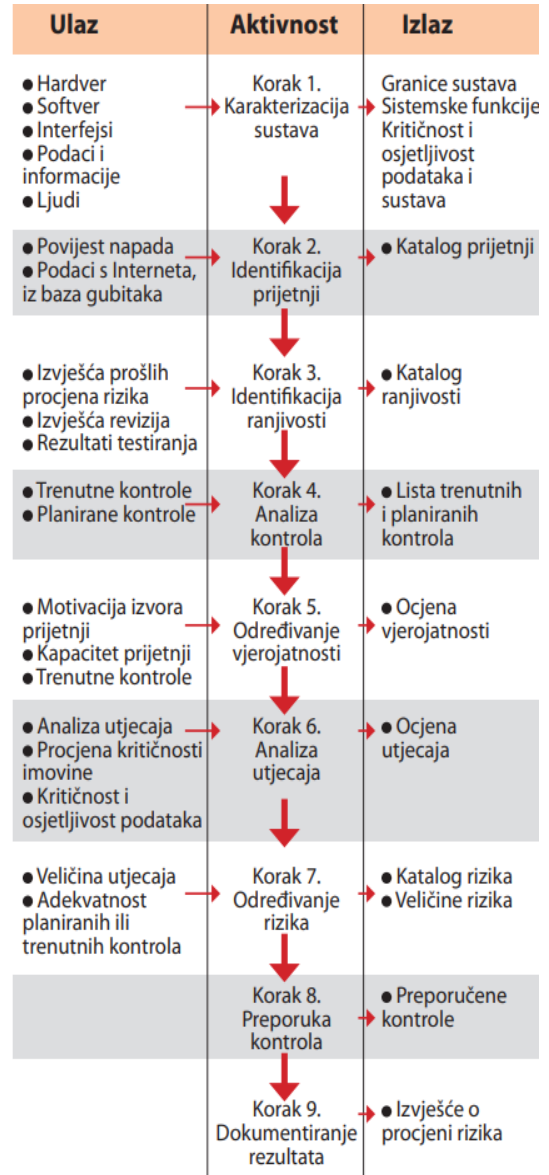 Ulaz
Aktivnost
Izlaz
● Hardver
● Softver
● Interfejsi
● Podaci i
informacije
● Ljudi
Korak 1.
Karakterizacija
sustava
Granice sustava
Sistemske funkcije
Kritičnost i
osjetljivost
podataka i
sustava
● Povijest napada
● Podaci s Interneta,
iz baza gubitaka
Korak 2.
Identifikacija
prijetnji
● Katalog prijetnji
● Izvješća prošlih
procjena rizika
● Izvješća revizija
● Rezultati testiranja
Korak 3.
Identifikacija
ranjivosti
● Katalog
ranjivosti
● Trenutne kontrole
● Planirane kontrole
Korak 4.
Analiza
kontrola
● Lista trenutnih
i planiranih
kontrola
● Motivacija izvora
prijetnji
● Kapacitet prijetnji
● Trenutne kontrole
Korak 5.
Određivanje
vjerojatnosti
● Ocjena
vjerojatnosti
● Analiza utjecaja
● Procjena kritičnosti
imovine
● Kritičnost i
osjetljivost podataka
Korak 6.
Analiza
utjecaja
● Ocjena
utjecaja
● Veličina utjecaja
● Adekvatnost
planiranih ili
trenutnih kontrola
Korak 7.
Određivanje
rizika
● Katalog rizika
● Veličine rizika
Korak 8.
Preporuka
kontrola
● Preporučene
kontrole
Korak 9.
Dokumentiranje
rezultata
● Izvješće o
procjeni rizika